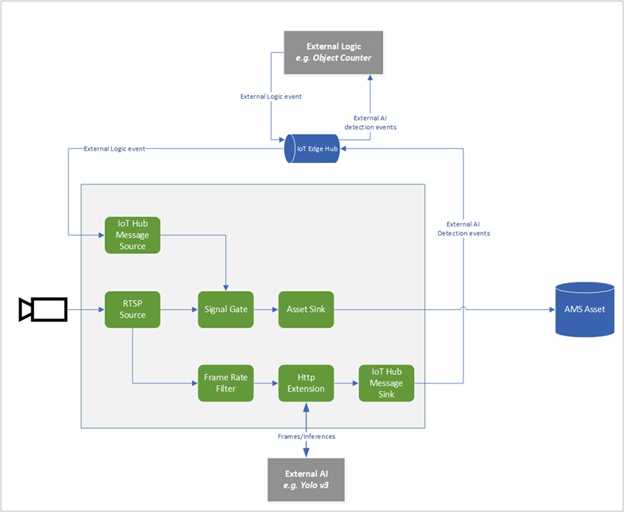 External Logic
e.g. Object Counter
External Logic event
External AI
detection events
External Logic event
IoT Edge Hub
External AI
Detection events
IoT Hub
Message
Source
RTSP
Source
Signal Gate
Asset Sink
AMS Asset
Frame Rate
Filter
Http
Extension
IoT Hub
Message
Sink
Frames/Inferences
External AI
e.g. Yolo v3